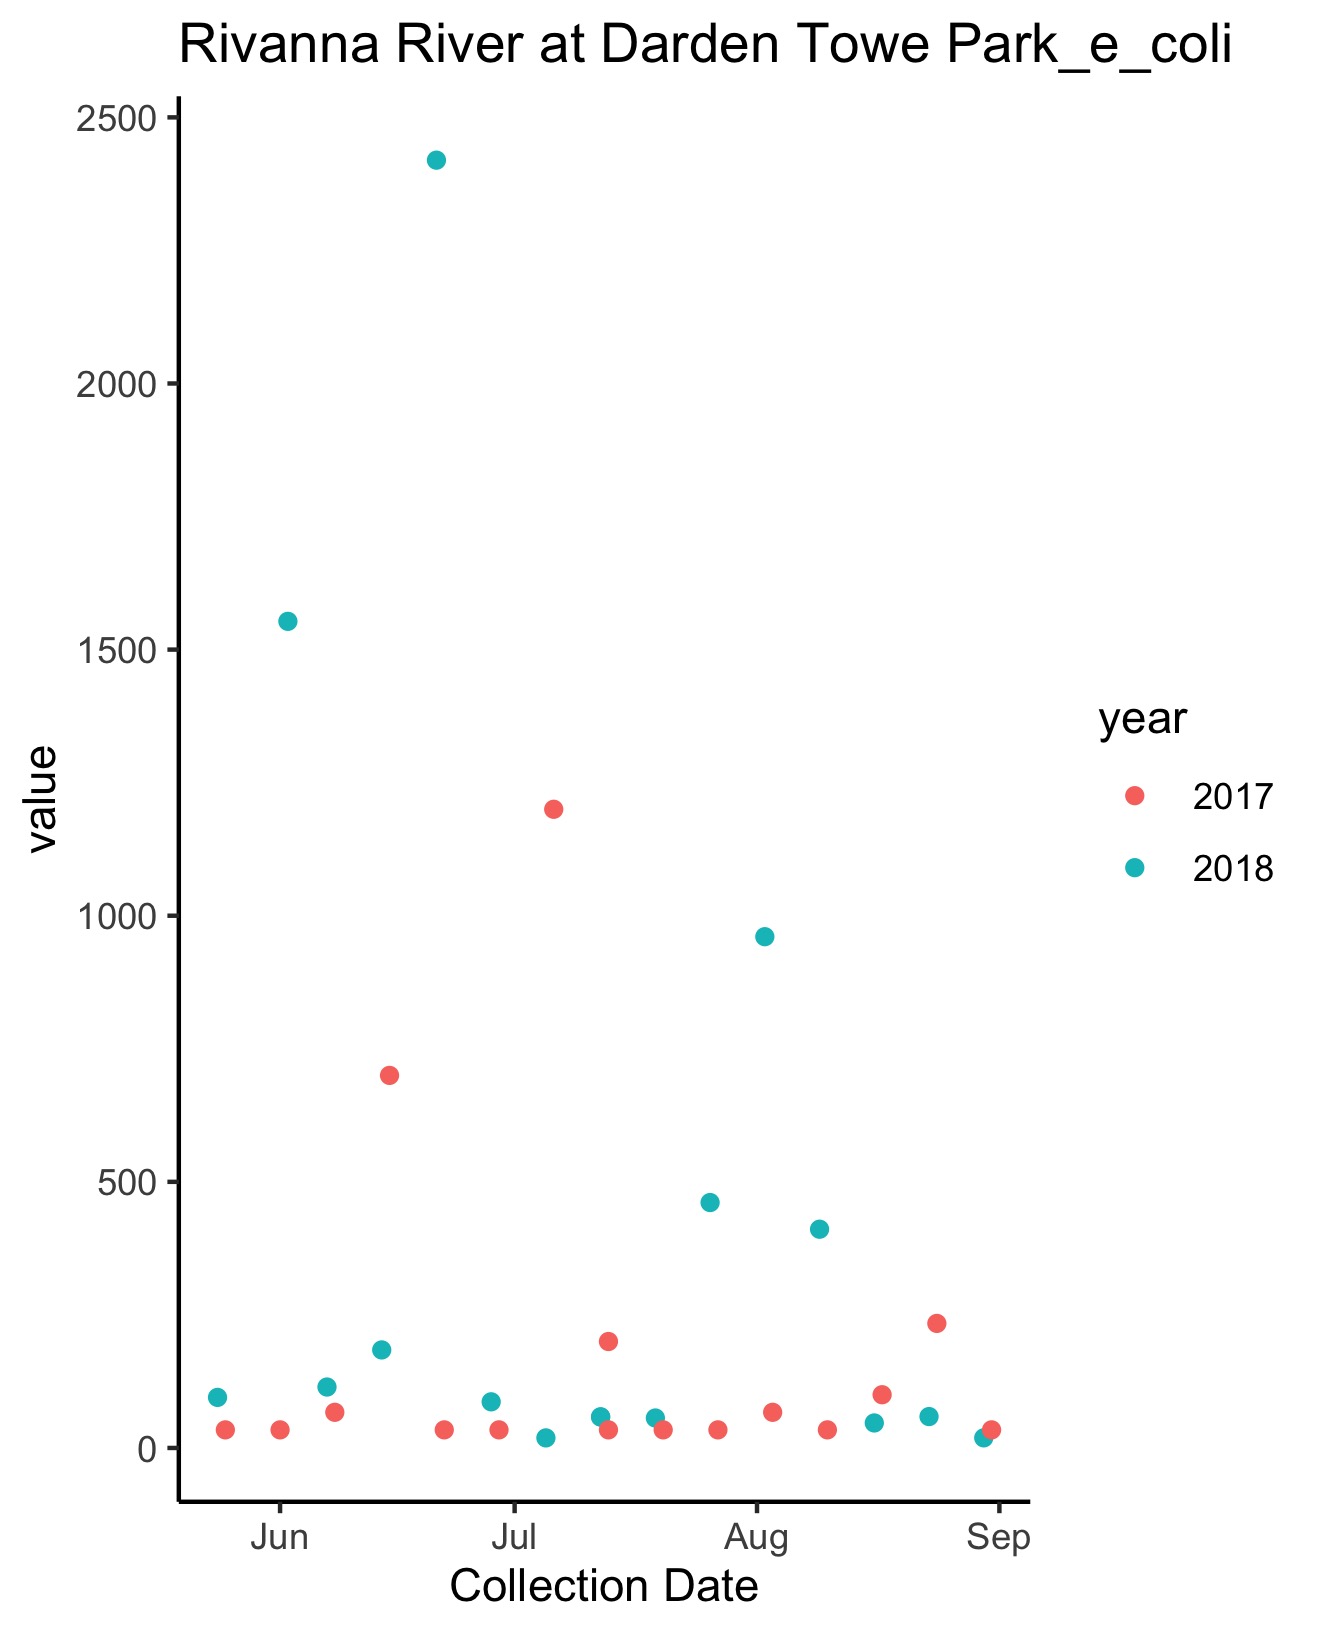 Rivanna River at Darden Towe Park_e_coli
2500
2000
1500
1000
500
0
value
Jun Jul Aug Sep
Collection Date
year
2017
2018